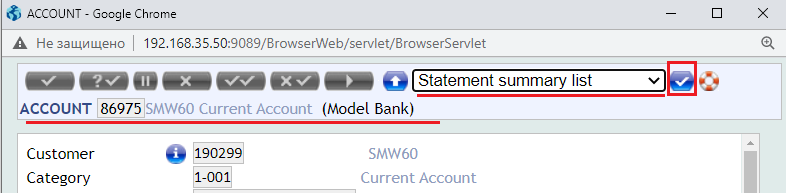 ACCOUNT - Google Chrome
Не защищено 192.168.35.50:9089/BrowserWeb/servlet/BrowserServlet
Statement summary list
ACCOUNT 86975 SMW60 Current Account (Model Bank)
Customer 190299 SMW60
Category 1-001 Current Account